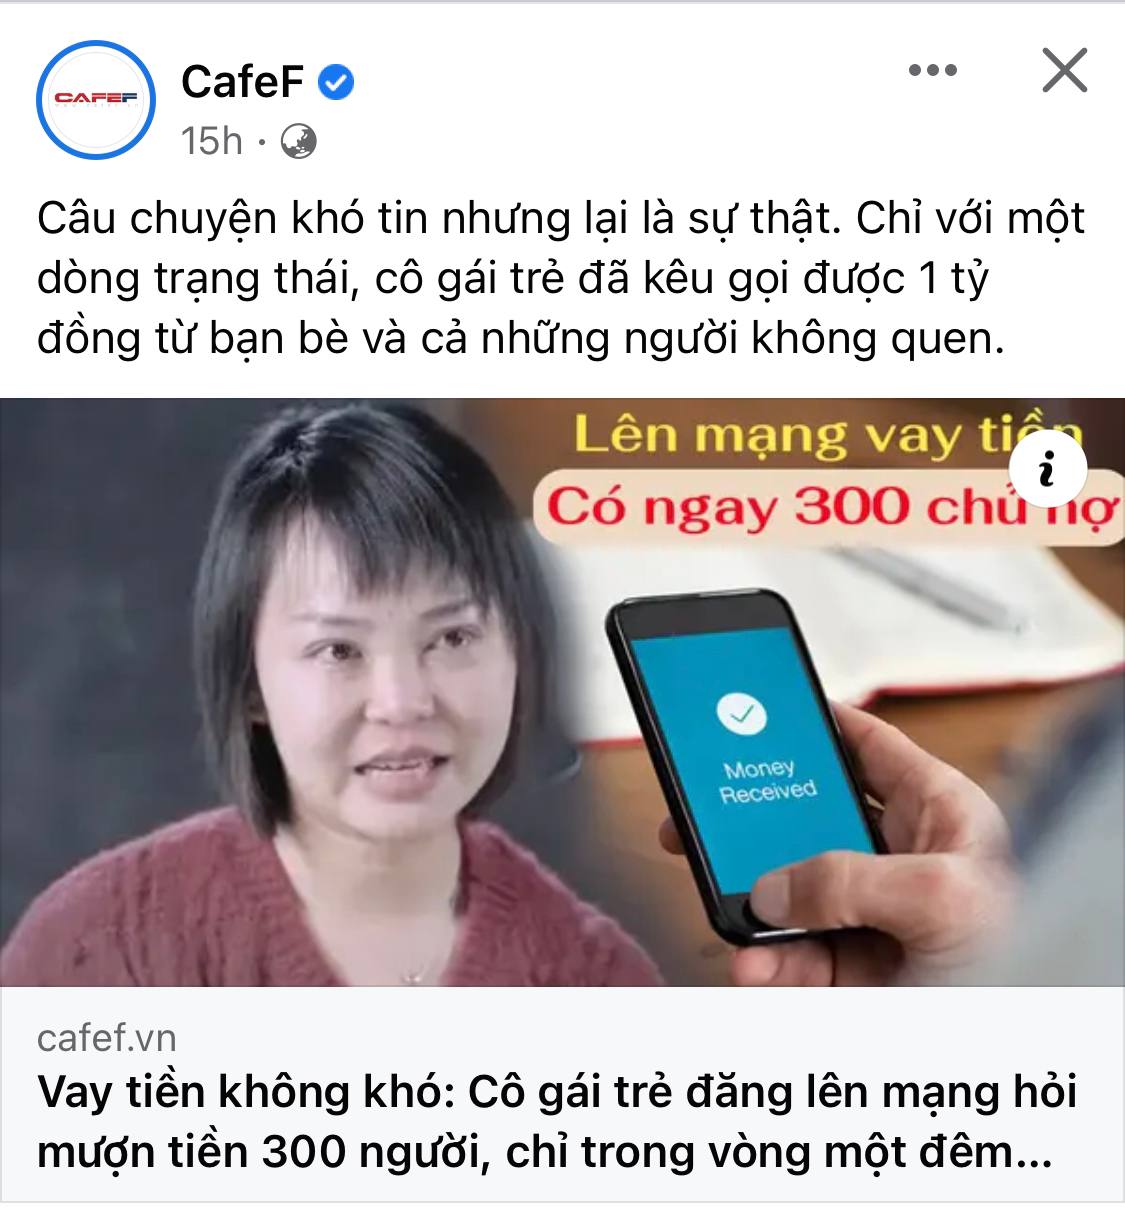 CAFEF
CafeF
15h
Câu chuyện khó tin nhưng lại là sự thật. Chỉ với một
dòng trạng thái, cô gái trẻ đã kêu gọi được 1 tỷ
đồng từ bạn bè và cả những người không quen.
Lên mạng vay tiền
Có ngay 300 chủ nợ
i
Money
Received
cafef.vn
Vay tiền không khó: Cô gái trẻ đăng lên mạng hỏi
mượn tiền 300 người, chỉ trong vòng một đêm...